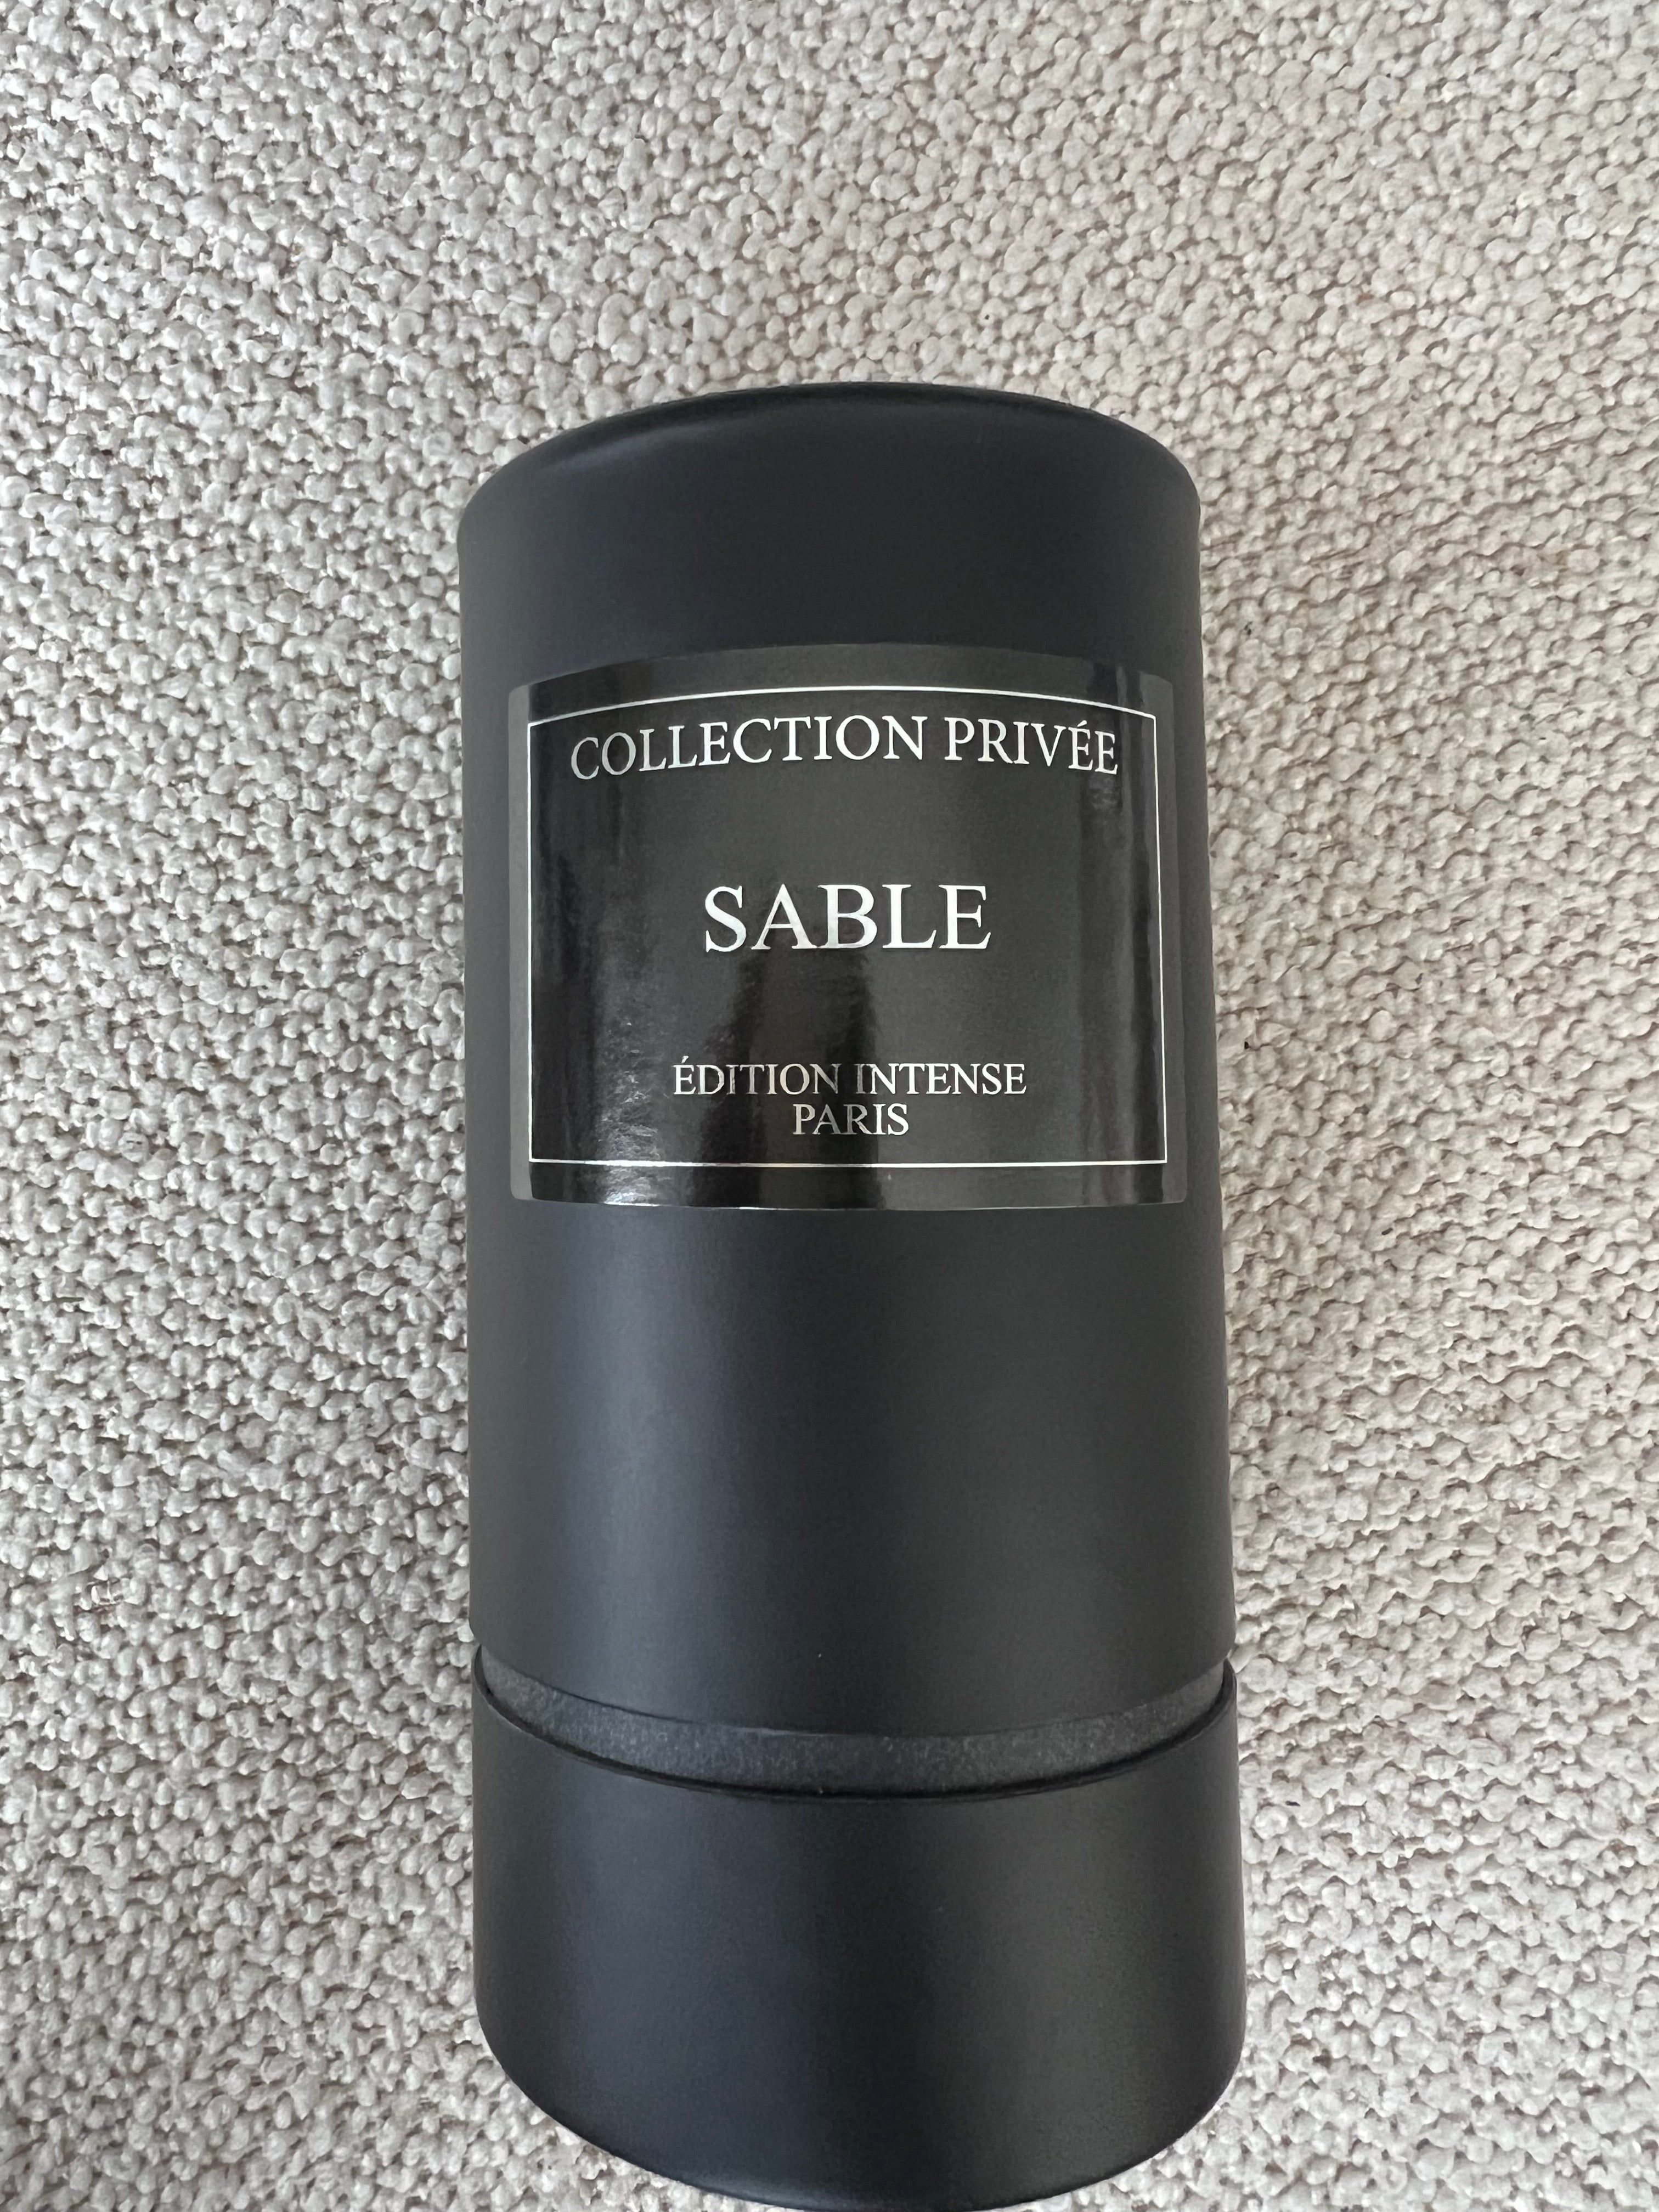 COLLECTION PRIVÉE
SABLE
ÉDITION INTENSE
PARIS